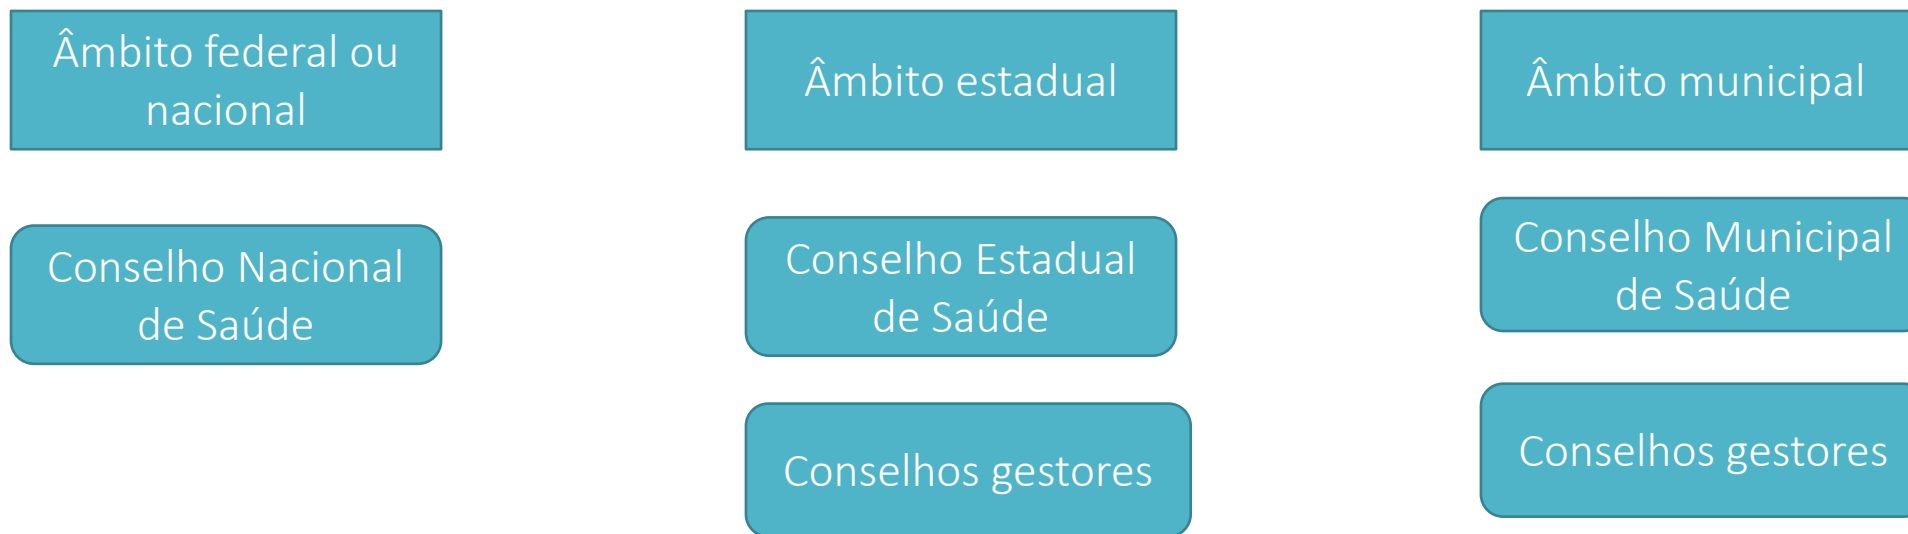 Âmbito federal ou
nacional
Âmbito estadual
Âmbito municipal
Conselho Nacional
de Saúde
Conselho Estadual
de Saúde
Conselho Municipal
de Saúde
Conselhos gestores
Conselhos gestores